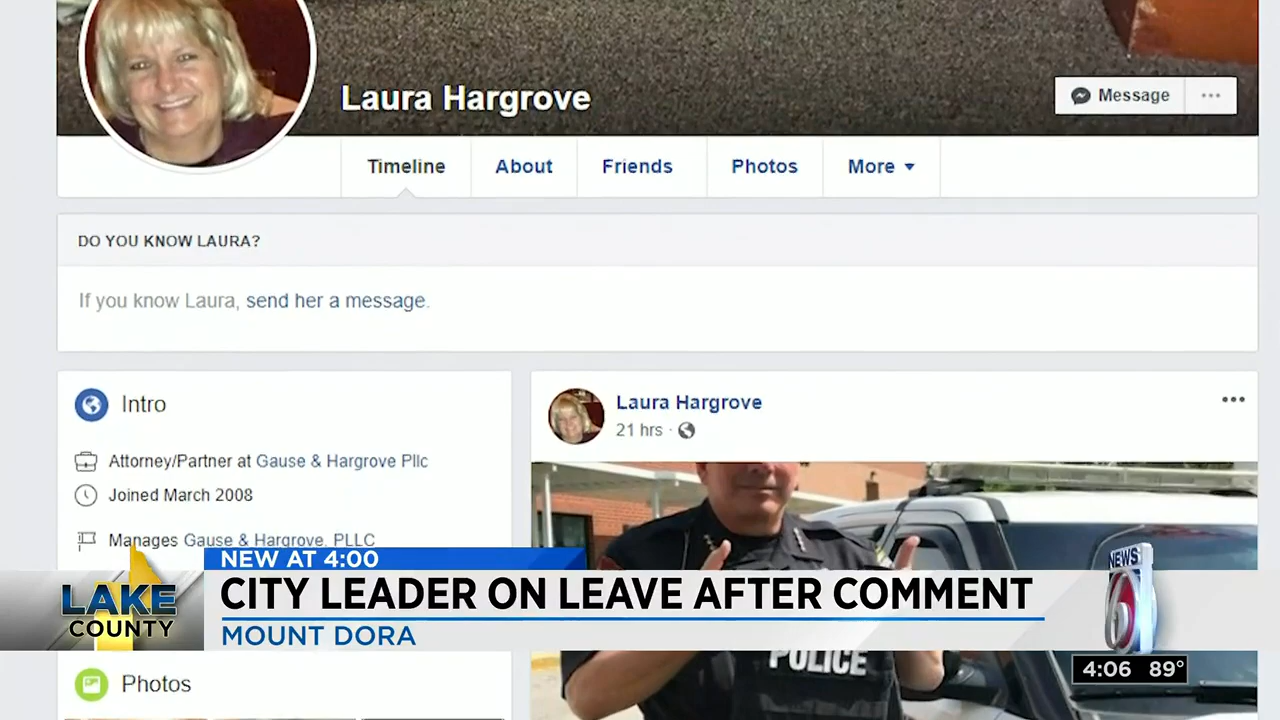 Laura Hargrove
Message
Timeline
About
Friends
Photos
More
DO YOU KNOW LAURA?
If you know Laura, send her a message.
Intro
Attorney/Partner at Gause & Hargrove Pllc
Joined March 2008
Manages Gause & Hargrove, PLLC
Laura Hargrove
21 hrs
NEW AT 4:00
CITY LEADER ON LEAVE AFTER COMMENT
MOUNT DORA
LAKE
COUNTY
NEWS
6
4:06 89°
POLICE
Photos